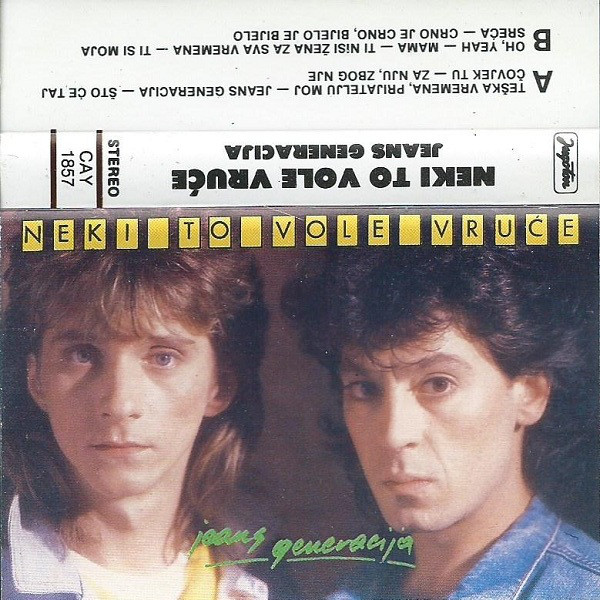 NEKI TO VOLE VRUĆE
JEANS GENERACIJA
Jugoton
STEREO
CAY
1857
A TEŠKA VREMENA, PRIJATELJU MOJ — JEANS GENERACIJA — ŠTO ĆE TAJ
ČOVJEK TU — ZA NJU, ZBOG NJE
B OH, YEAH — MAMA — TI NISI ŽENA ZA SVA VREMENA — TI SI MOJA
SREĆA — CRNO JE CRNO, BIJELO JE BIJELO
NEKI TO VOLE VRUĆE
jeans generacija